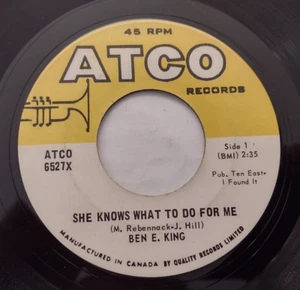 45 RPM
ATCO
RECORDS
ATCO
6527X
Side 1
(BMI) 2:35
Pub. Ten East-
I Found It
SHE KNOWS WHAT TO DO FOR ME
(M. Rebennack-J. Hill)
BEN E. KING
MANUFACTURED IN CANADA BY QUALITY RECORDS LIMITED